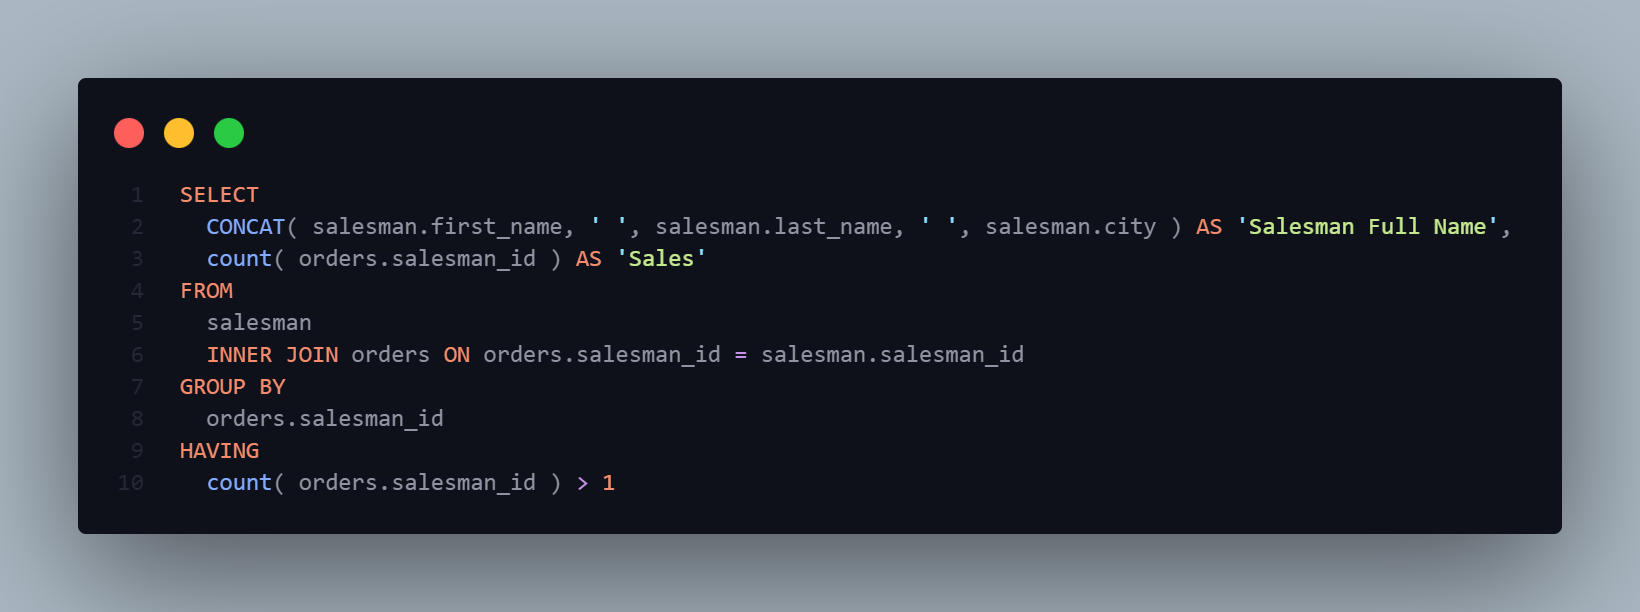 1 SELECT
2 CONCAT( salesman.first_name, ' ', salesman.last_name, ' ', salesman.city ) AS 'Salesman Full Name',
3 count( orders.salesman_id ) AS 'Sales'
4 FROM
5 salesman
6 INNER JOIN orders ON orders.salesman_id = salesman.salesman_id
7 GROUP BY
8 orders.salesman_id
9 HAVING
10 count( orders.salesman_id ) > 1